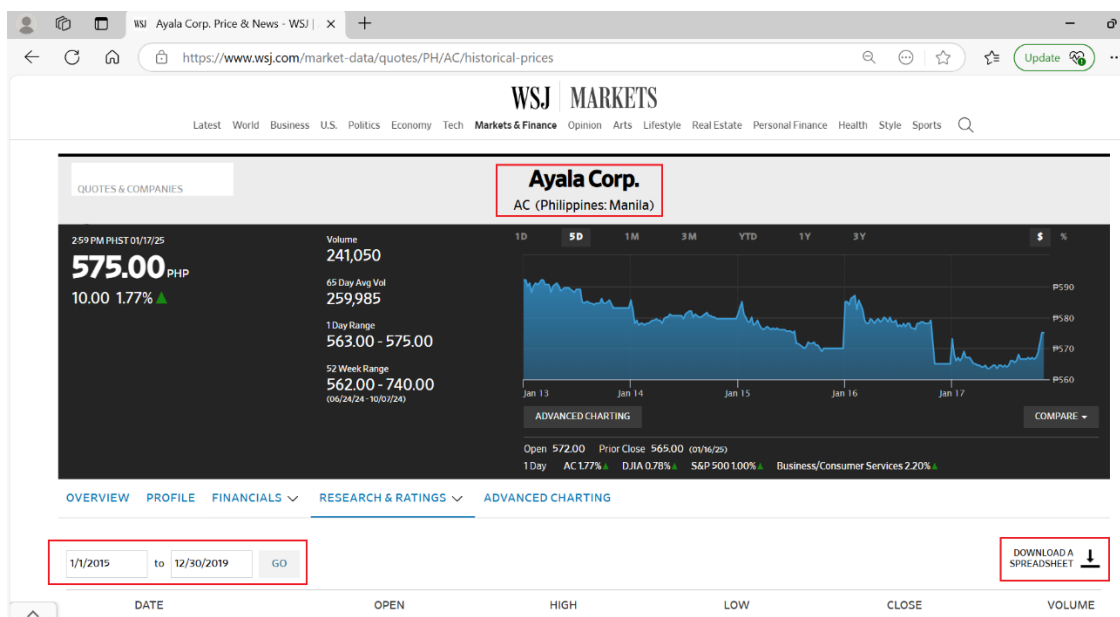 WSJ Ayala Corp. Price & News - WSJ |
https://www.wsj.com/market-data/quotes/PH/AC/historical-prices
Update
WSJ MARKETS
Latest World Business U.S. Politics Economy Tech Markets & Finance Opinion Arts Lifestyle Real Estate Personal Finance Health Style Sports
QUOTES & COMPANIES
Ayala Corp.
AC (Philippines: Manila)
2:59 PM PHST 01/17/25
575.00 PHP
10.00 1.77%
Volume
241,050
65 Day Avg Vol
259,985
1 Day Range
563.00 - 575.00
52 Week Range
562.00 - 740.00
(06/24/24 - 10/07/24)
1D 5D 1M 3M YTD 1Y 3Y $ %
₱590
₱580
₱570
₱560
Jan 13 Jan 14 Jan 15 Jan 16 Jan 17
ADVANCED CHARTING COMPARE
Open 572.00 Prior Close 565.00 (01/16/25)
1 Day AC 1.77% DJIA 0.78% S&P 500 1.00% Business/Consumer Services 2.20%
OVERVIEW PROFILE FINANCIALS RESEARCH & RATINGS ADVANCED CHARTING
1/1/2015 to 12/30/2019 GO
DOWNLOAD A
SPREADSHEET
DATE OPEN HIGH LOW CLOSE VOLUME